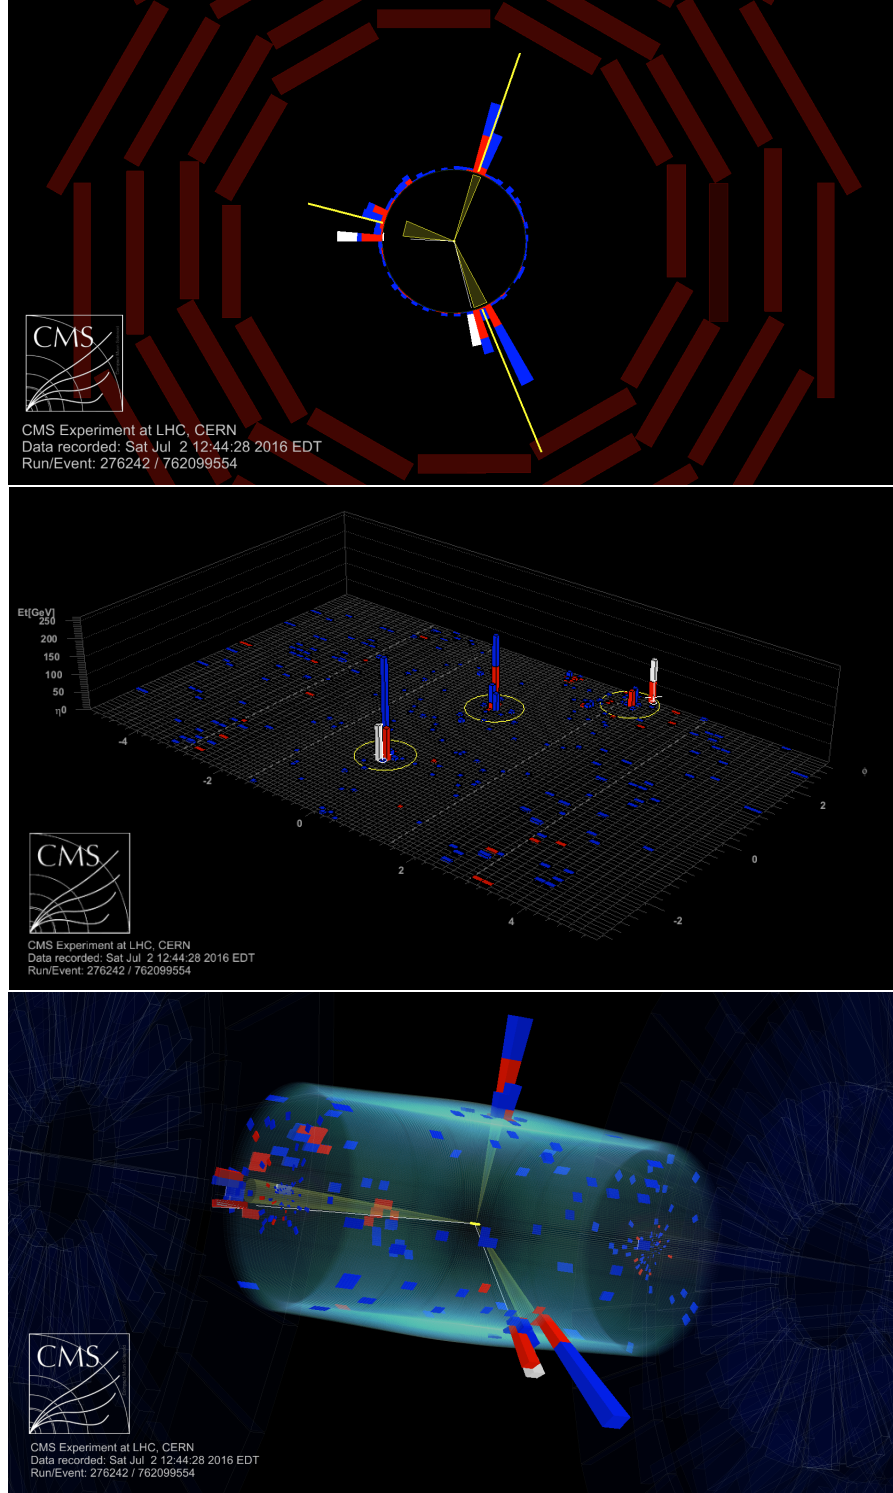 CMS
CMS Experiment at LHC, CERN
Data recorded: Sat Jul 2 12:44:28 2016 EDT
Run/Event: 276242 / 762099554
Et[GeV]
250
200
150
100
50
η0
-4
-2
0
2
4
φ
2
0
-2
CMS
CMS Experiment at LHC, CERN
Data recorded: Sat Jul 2 12:44:28 2016 EDT
Run/Event: 276242 / 762099554
CMS
CMS Experiment at LHC, CERN
Data recorded: Sat Jul 2 12:44:28 2016 EDT
Run/Event: 276242 / 762099554